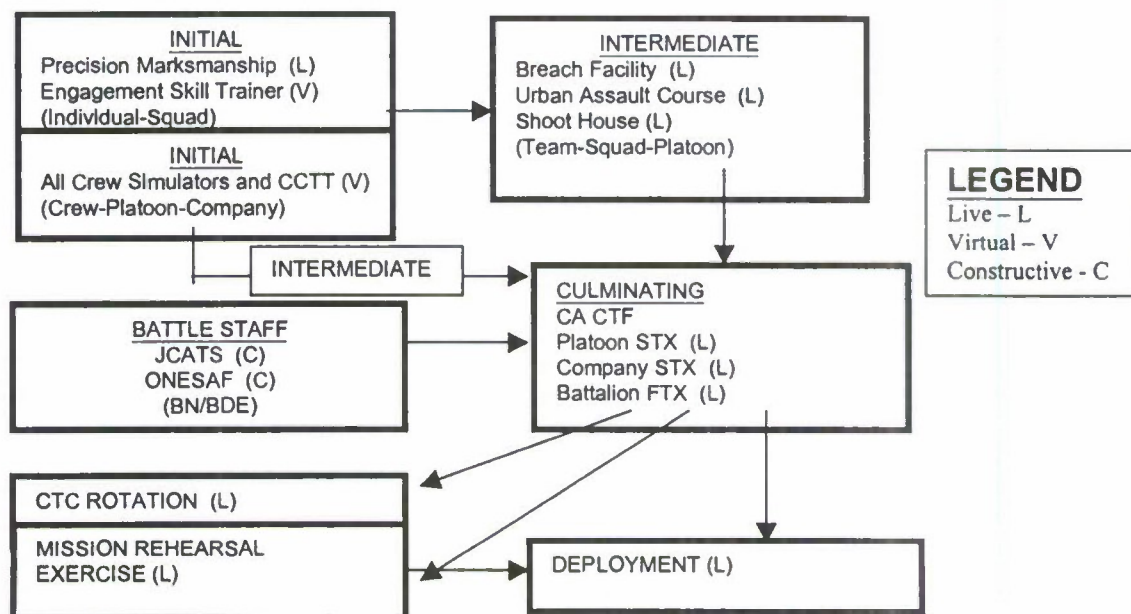 INITIAL
Precision Marksmanship (L)
Engagement Skill Trainer (V)
(Individual-Squad)
INITIAL
All Crew Simulators and CCTT (V)
(Crew-Platoon-Company)
INTERMEDIATE
Breach Facility (L)
Urban Assault Course (L)
Shoot House (L)
(Team-Squad-Platoon)
LEGEND
Live – L
Virtual – V
Constructive - C
INTERMEDIATE
BATTLE STAFF
JCATS (C)
ONESAF (C)
(BN/BDE)
CULMINATING
CA CTF
Platoon STX (L)
Company STX (L)
Battalion FTX (L)
CTC ROTATION (L)
MISSION REHEARSAL
EXERCISE (L)
DEPLOYMENT (L)